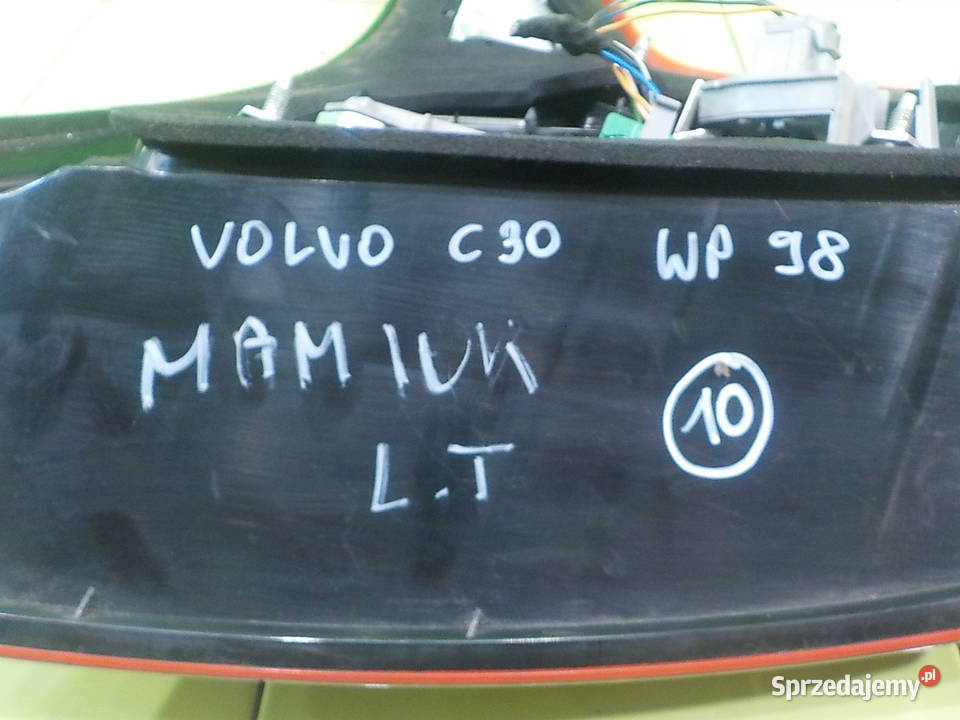 VOLVO C30 WP 98
MAMIUK
10
L.T
Sprzedajemy.pl